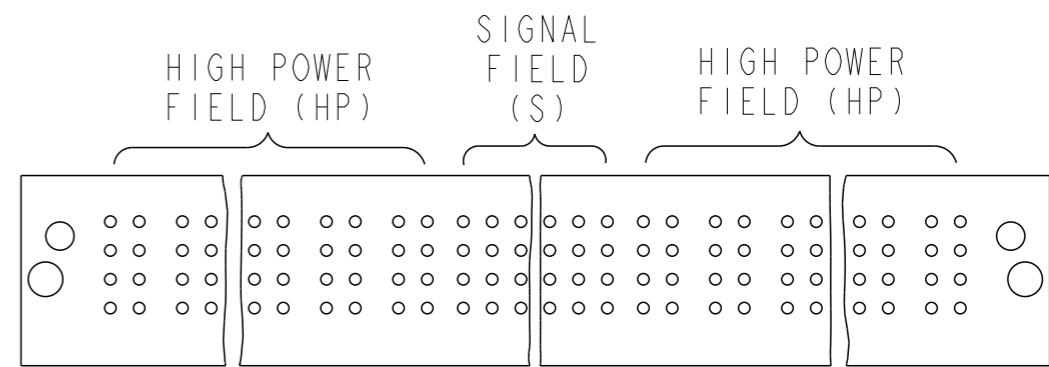 HIGH POWER
FIELD (HP)
SIGNAL
FIELD
(S)
HIGH POWER
FIELD (HP)